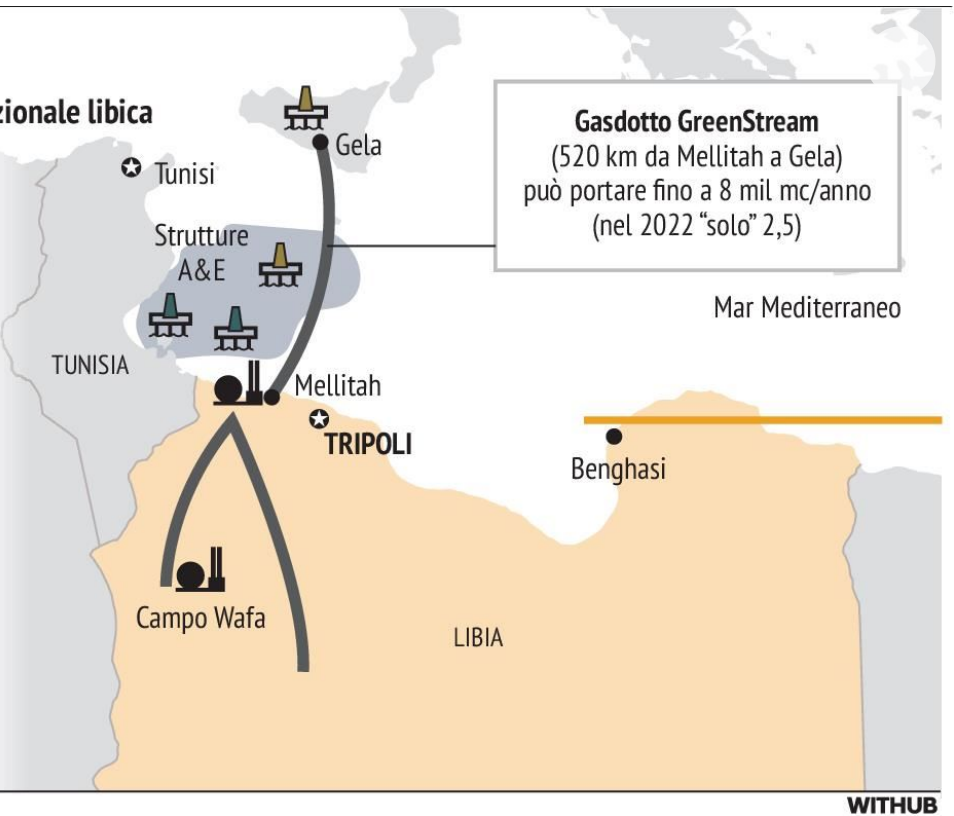 zionale libica
Gasdotto GreenStream
(520 km da Mellitah a Gela)
può portare fino a 8 mil mc/anno
(nel 2022 “solo” 2,5)
Gela
Tunisi
Strutture
A&E
Mar Mediterraneo
TUNISIA
Mellitah
TRIPOLI
Benghasi
Campo Wafa
LIBIA
WITHUB